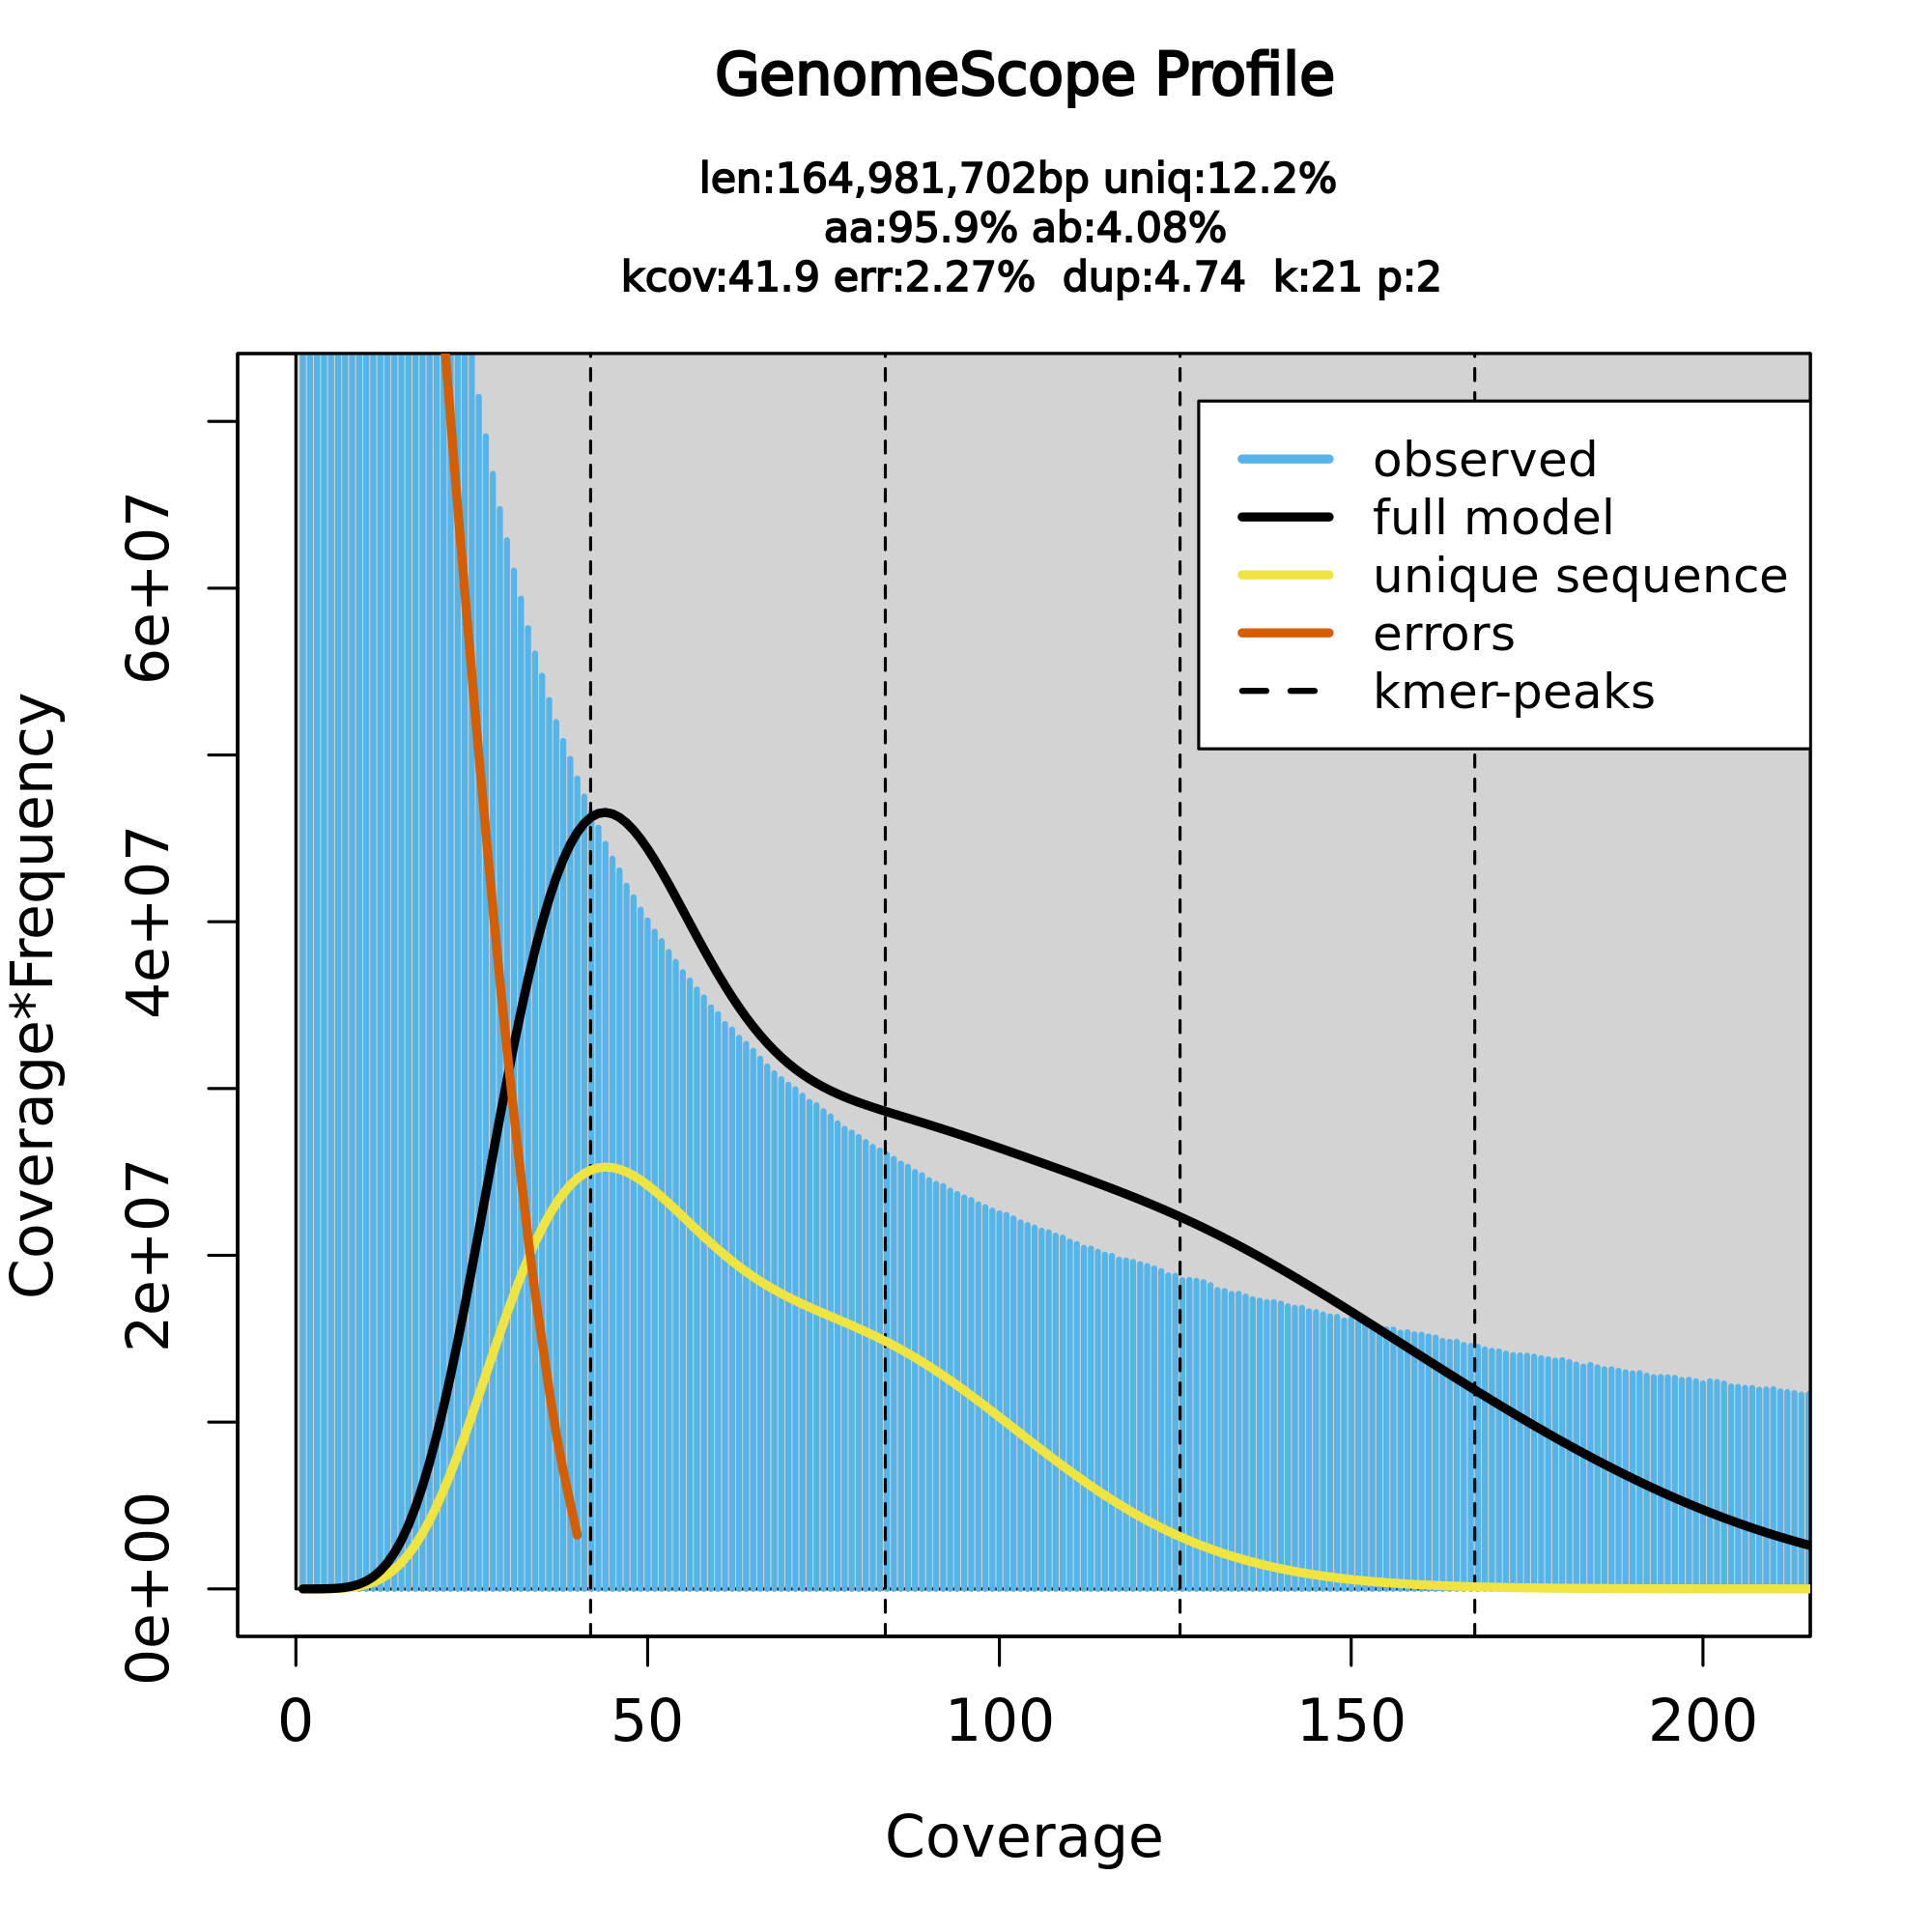 GenomeScope Profile
len:164,981,702bp uniq:12.2%
aa:95.9% ab:4.08%
kcov:41.9 err:2.27% dup:4.74 k:21 p:2
observed
full model
unique sequence
errors
kmer-peaks
Coverage*Frequency
6e+07
4e+07
2e+07
0e+00
0 50 100 150 200
Coverage